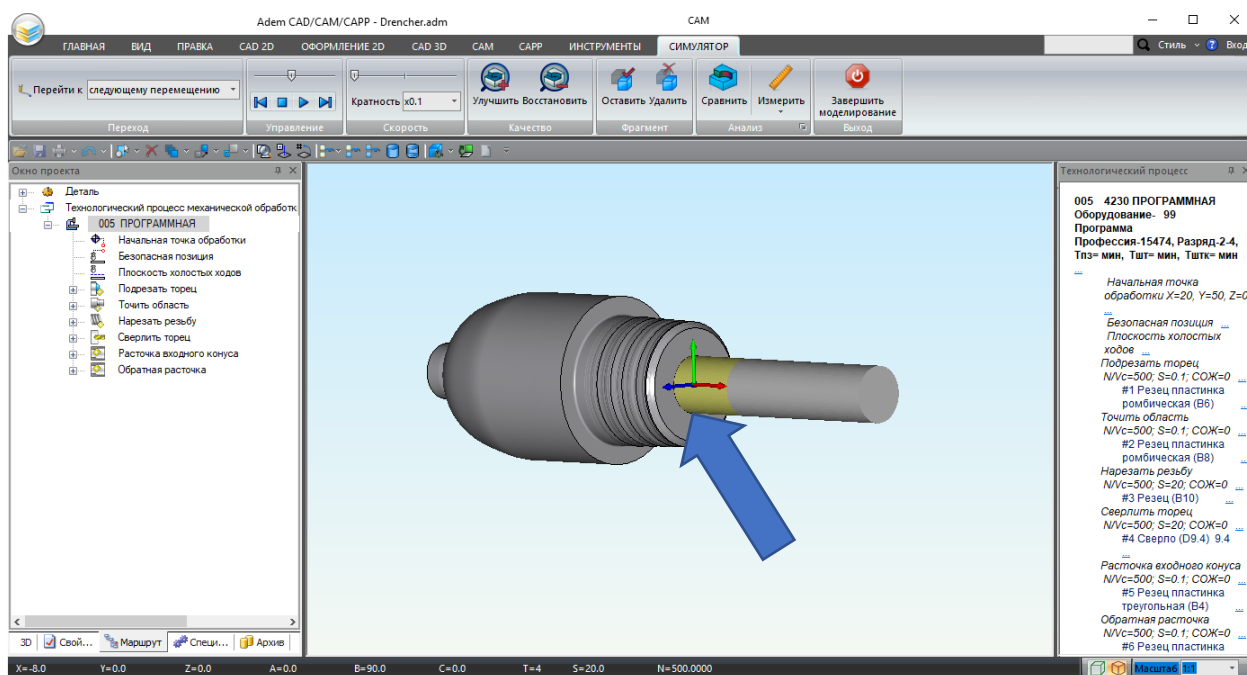 Adem CAD/CAM/CAPP - Drencher.adm
CAM
ГЛАВНАЯ ВИД ПРАВКА CAD 2D ОФОРМЛЕНИЕ 2D CAD 3D CAM CAPP ИНСТРУМЕНТЫ СИМУЛЯТОР
Стиль ? Вход
Перейти к следующему перемещению
Кратность x0.1
Улучшить Восстановить
Оставить Удалить
Сравнить Измерить
Завершить
моделирование
Переход Управление Скорость Качество Фрагмент Анализ Выход
Окно проекта
Деталь
Технологический процесс механической обработк
005 ПРОГРАММНАЯ
Начальная точка обработки
Безопасная позиция
Плоскость холостых ходов
Подрезать торец
Точить область
Нарезать резьбу
Сверлить торец
Расточка входного конуса
Обратная расточка
3D Свой... Маршрут Специ... Архив
Технологический процесс
005 4230 ПРОГРАММНАЯ
Оборудование- 99
Программа
Профессия-15474, Разряд-2-4,
Тпз= мин, Тшт= мин, Тштк= мин
...
Начальная точка
обработки X=20, Y=50, Z=0
...
Безопасная позиция ...
Плоскость холостых
ходов ...
Подрезать торец
N/Vc=500; S=0.1; СОЖ=0 ...
#1 Резец пластинка
ромбическая (B6) ...
Точить область
N/Vc=500; S=0.1; СОЖ=0 ...
#2 Резец пластинка
ромбическая (B8) ...
Нарезать резьбу
N/Vc=500; S=20; СОЖ=0 ...
#3 Резец (B10) ...
Сверлить торец
N/Vc=500; S=20; СОЖ=0 ...
#4 Сверло (D9.4) 9.4
...
Расточка входного конуса
N/Vc=500; S=0.1; СОЖ=0 ...
#5 Резец пластинка
треугольная (B4) ...
Обратная расточка
N/Vc=500; S=0.1; СОЖ=0 ...
#6 Резец пластинка
X=-8.0 Y=0.0 Z=0.0 A=0.0 B=90.0 C=0.0 T=4 S=20.0 N=500.0000
Масштаб 1:1